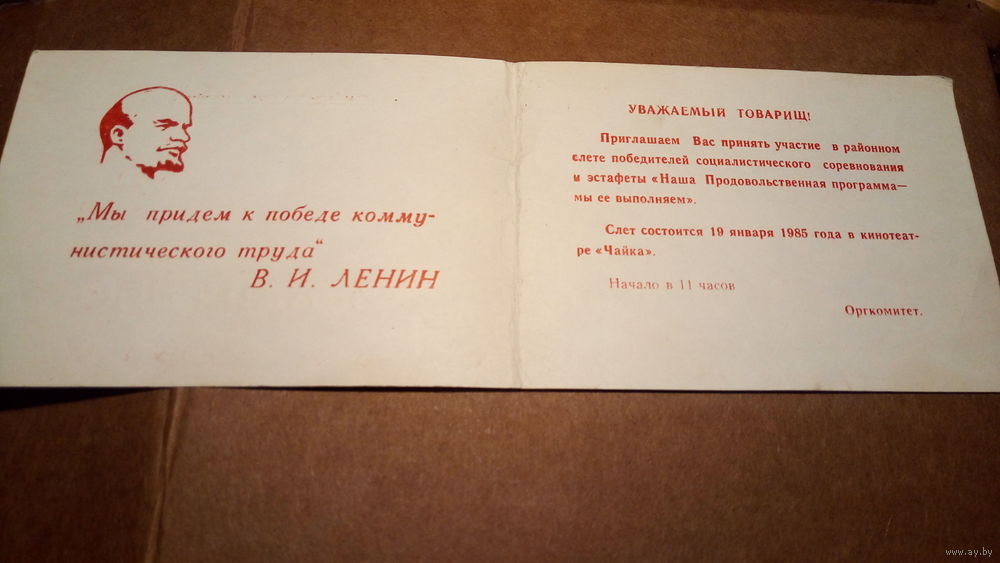 „Мы придем к победе комму-
нистического труда“
В. И. ЛЕНИН
УВАЖАЕМЫЙ ТОВАРИЩ!
Приглашаем Вас принять участие в районном
слете победителей социалистического соревнования
и эстафеты «Наша Продовольственная программа—
мы ее выполняем».
Слет состоится 19 января 1985 года в кинотеат-
ре «Чайка».
Начало в 11 часов
Оргкомитет.
www.ay.by